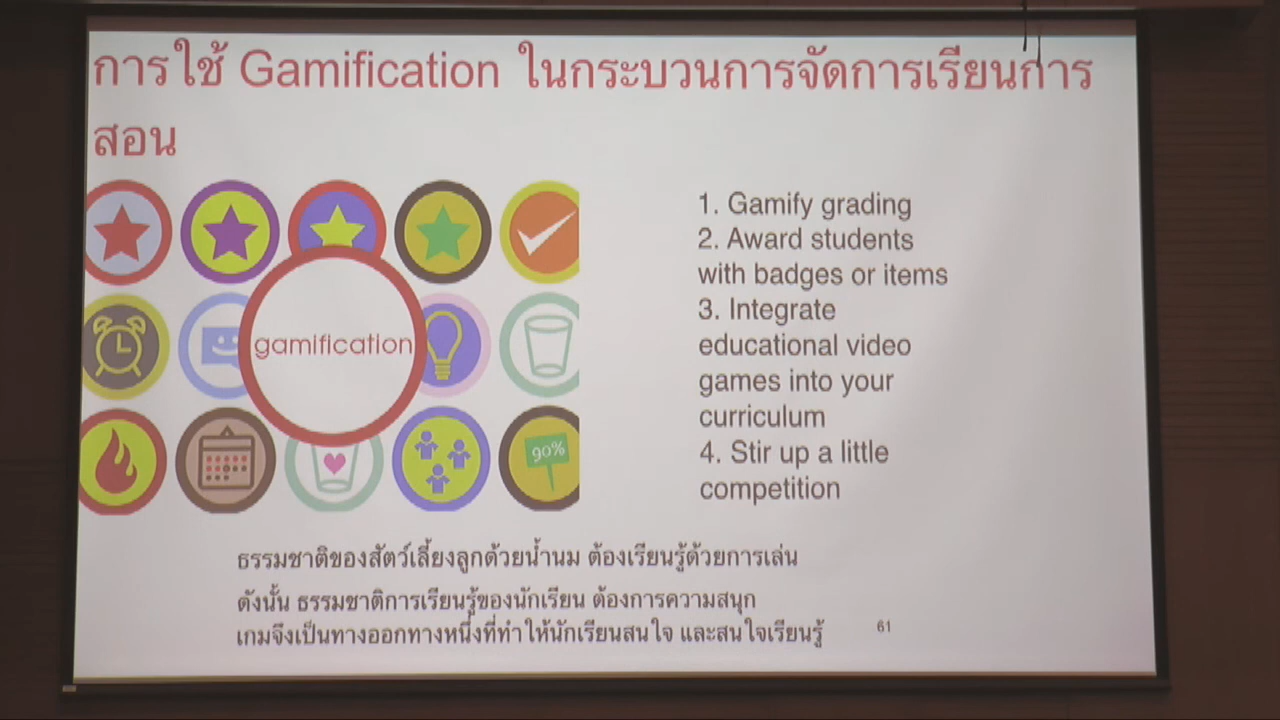 การใช้ Gamification ในกระบวนการจัดการเรียนการ
สอน
gamification
90%
1. Gamify grading
2. Award students
with badges or items
3. Integrate
educational video
games into your
curriculum
4. Stir up a little
competition
ธรรมชาติของสัตว์เลี้ยงลูกด้วยน้ำนม ต้องเรียนรู้ด้วยการเล่น
ดังนั้น ธรรมชาติการเรียนรู้ของนักเรียน ต้องการความสนุก
เกมจึงเป็นทางออกทางหนึ่งที่ทำให้นักเรียนสนใจ และสนใจเรียนรู้
61